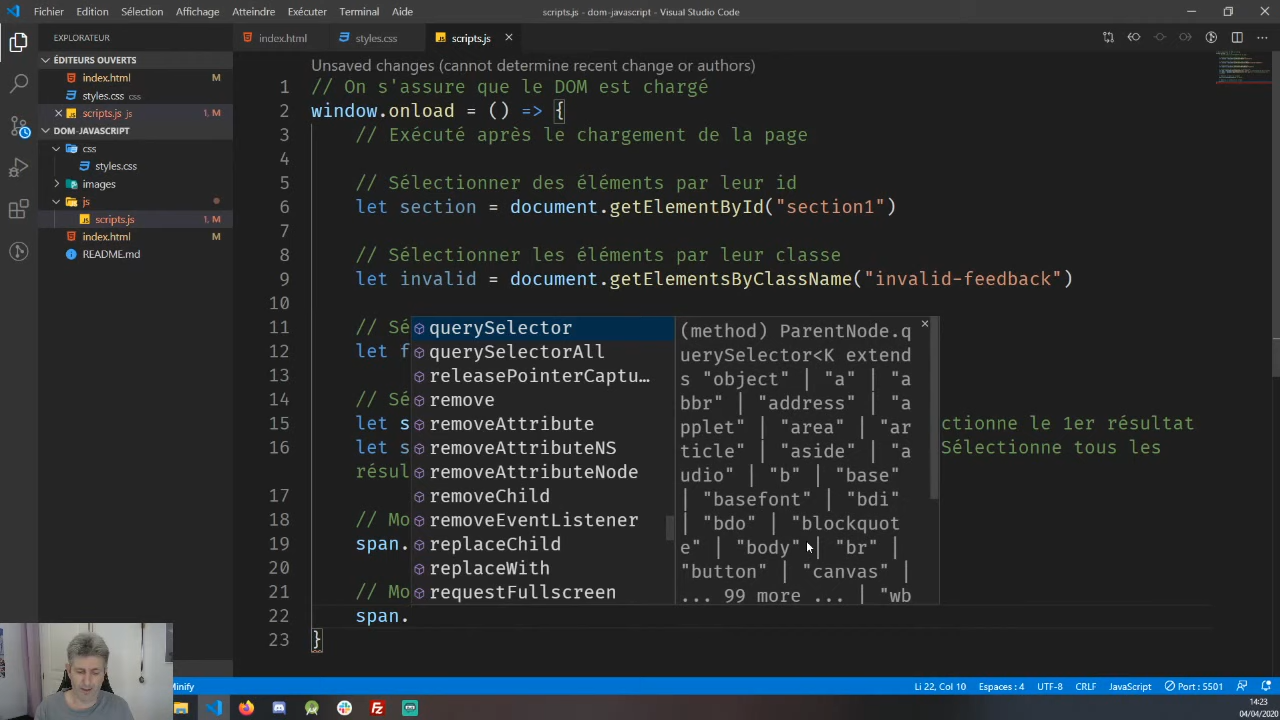 Fichier Edition Sélection Affichage Atteindre Exécuter Terminal Aide
scripts.js - dom-javascript - Visual Studio Code
EXPLORATEUR
ÉDITEURS OUVERTS
index.html M
styles.css css
scripts.js js 1, M
DOM-JAVASCRIPT
css
styles.css
images
js
scripts.js 1, M
index.html M
README.md
index.html
styles.css
scripts.js
Unsaved changes (cannot determine recent change or authors)
1 // On s'assure que le DOM est chargé
2 window.onload = () => {
3 // Exécuté après le chargement de la page
4
5 // Sélectionner des éléments par leur id
6 let section = document.getElementById("section1")
7
8 // Sélectionner les éléments par leur classe
9 let invalid = document.getElementsByClassName("invalid-feedback")
10
11 // Sé
12 let f
13
14 // Sé
15 let s ctionne le 1er résultat
16 let s Sélectionne tous les
résul
17
18 // Mo
19 span.
20
21 // Mo
22 span.
23 }
querySelector
querySelectorAll
releasePointerCaptu…
remove
removeAttribute
removeAttributeNS
removeAttributeNode
removeChild
removeEventListener
replaceChild
replaceWith
requestFullscreen
(method) ParentNode.q
uerySelector<K extend
s "object" | "a" | "a
bbr" | "address" | "a
pplet" | "area" | "ar
ticle" | "aside" | "a
udio" | "b" | "base"
| "basefont" | "bdi"
| "bdo" | "blockquot
e" | "body" | "br" |
"button" | "canvas" |
... 99 more ... | "wb
Minify
Li 22, Col 10
Espaces : 4
UTF-8
CRLF
JavaScript
Port : 5501
14:23
04/04/2020